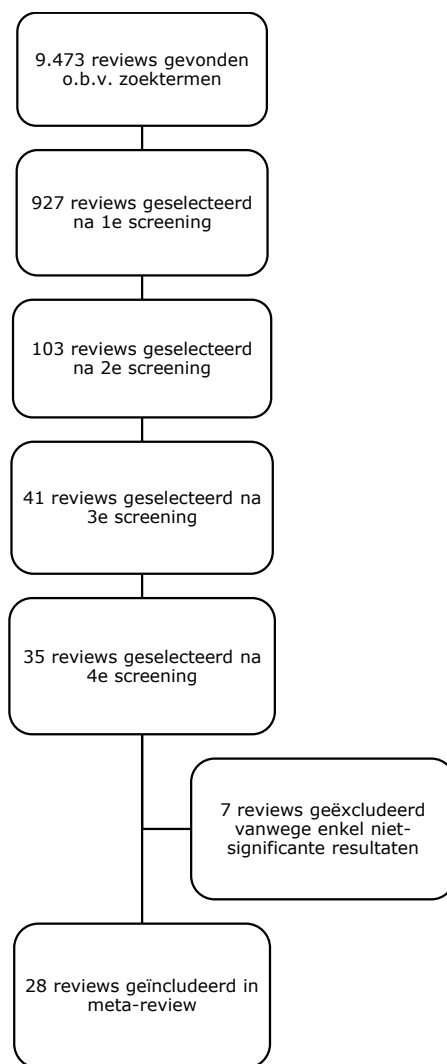 9.473 reviews gevonden
o.b.v. zoektermen
927 reviews geselecteerd
na 1e screening
103 reviews geselecteerd
na 2e screening
41 reviews geselecteerd na
3e screening
35 reviews geselecteerd na
4e screening
7 reviews geëxcludeerd
vanwege enkel niet-
significante resultaten
28 reviews geïncludeerd in
meta-review